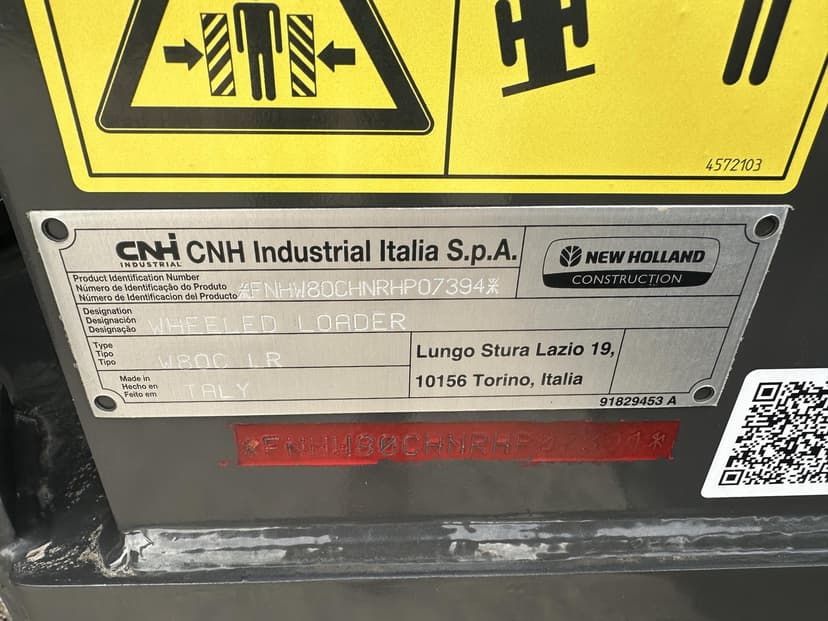 4572103
CNH
INDUSTRIAL
CNH Industrial Italia S.p.A.
NEW HOLLAND
CONSTRUCTION
Product Identification Number
Número de Identificação do Produto
Número de Identificacion del Producto
*FNHW80CHNRHP07394*
Designation
Designación
Designação
WHEELED LOADER
Type
Tipo
Tipo
W80C LR
Lungo Stura Lazio 19,
10156 Torino, Italia
Made in
Hecho en
Feito em
ITALY
91829453 A
*FNHW80CHNRHP07394*